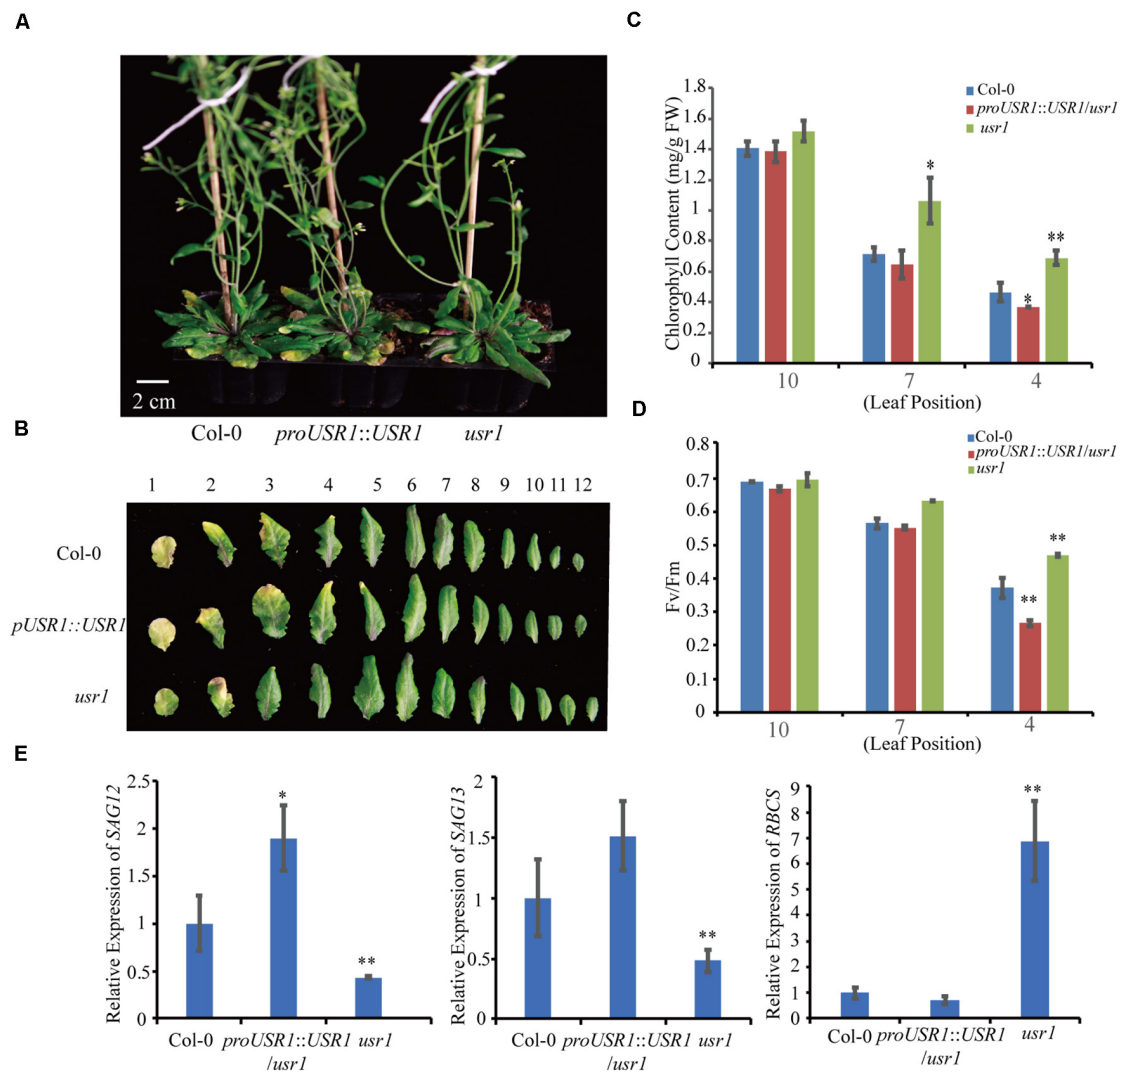 A
2 cm
Col-0 proUSR1::USR1 usr1
B
1 2 3 4 5 6 7 8 9 10 11 12
Col-0
pUSR1::USR1
usr1
C
Col-0
proUSR1::USR1/usr1
usr1
Chlorophyll Content (mg/g FW)
1.8
1.6
1.4
1.2
1
0.8
0.6
0.4
0.2
0
*
*
**
10 7 4
(Leaf Position)
D
Col-0
proUSR1::USR1/usr1
usr1
Fv/Fm
0.8
0.7
0.6
0.5
0.4
0.3
0.2
0.1
0
**
**
10 7 4
(Leaf Position)
E
Relative Expression of SAG12
2.5
2
1.5
1
0.5
0
*
**
Col-0 proUSR1::USR1 usr1
/usr1
Relative Expression of SAG13
2
1.5
1
0.5
0
**
Col-0 proUSR1::USR1 usr1
/usr1
Relative Expression of RBCS
9
8
7
6
5
4
3
2
1
0
**
Col-0 proUSR1::USR1 usr1
/usr1